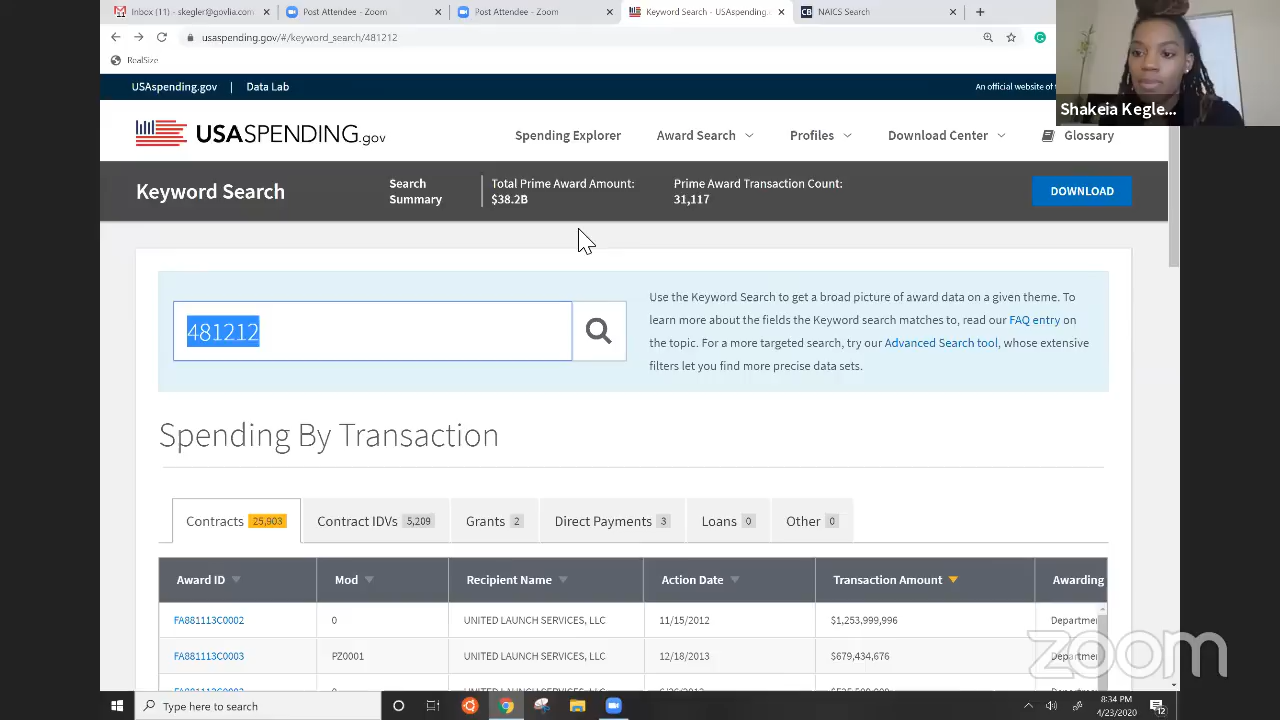 Inbox (11) - skegler@govlia.com
Post Attendee - Zoom
Post Attendee - Zoom
Keyword Search - USAspending.
NAICS Search
usaspending.gov/#/keyword_search/481212
RealSize
USAspending.gov | Data Lab
An official website of
USASPENDING.gov
Spending Explorer
Award Search
Profiles
Download Center
Glossary
Shakeia Kegle...
Keyword Search
Search
Summary
Total Prime Award Amount:
$38.2B
Prime Award Transaction Count:
31,117
DOWNLOAD
481212
Use the Keyword Search to get a broad picture of award data on a given theme. To
learn more about the fields the Keyword search matches to, read our FAQ entry on
the topic. For a more targeted search, try our Advanced Search tool, whose extensive
filters let you find more precise data sets.
Spending By Transaction
Contracts 25,903
Contract IDVs 5,209
Grants 2
Direct Payments 3
Loans 0
Other 0
Award ID Mod Recipient Name Action Date Transaction Amount Awarding
FA881113C0002 0 UNITED LAUNCH SERVICES, LLC 11/15/2012 $1,253,999,996 Departme
FA881113C0003 PZ0001 UNITED LAUNCH SERVICES, LLC 12/18/2013 $679,434,676 Departme
zoom
Type here to search
8:34 PM
4/23/2020
12